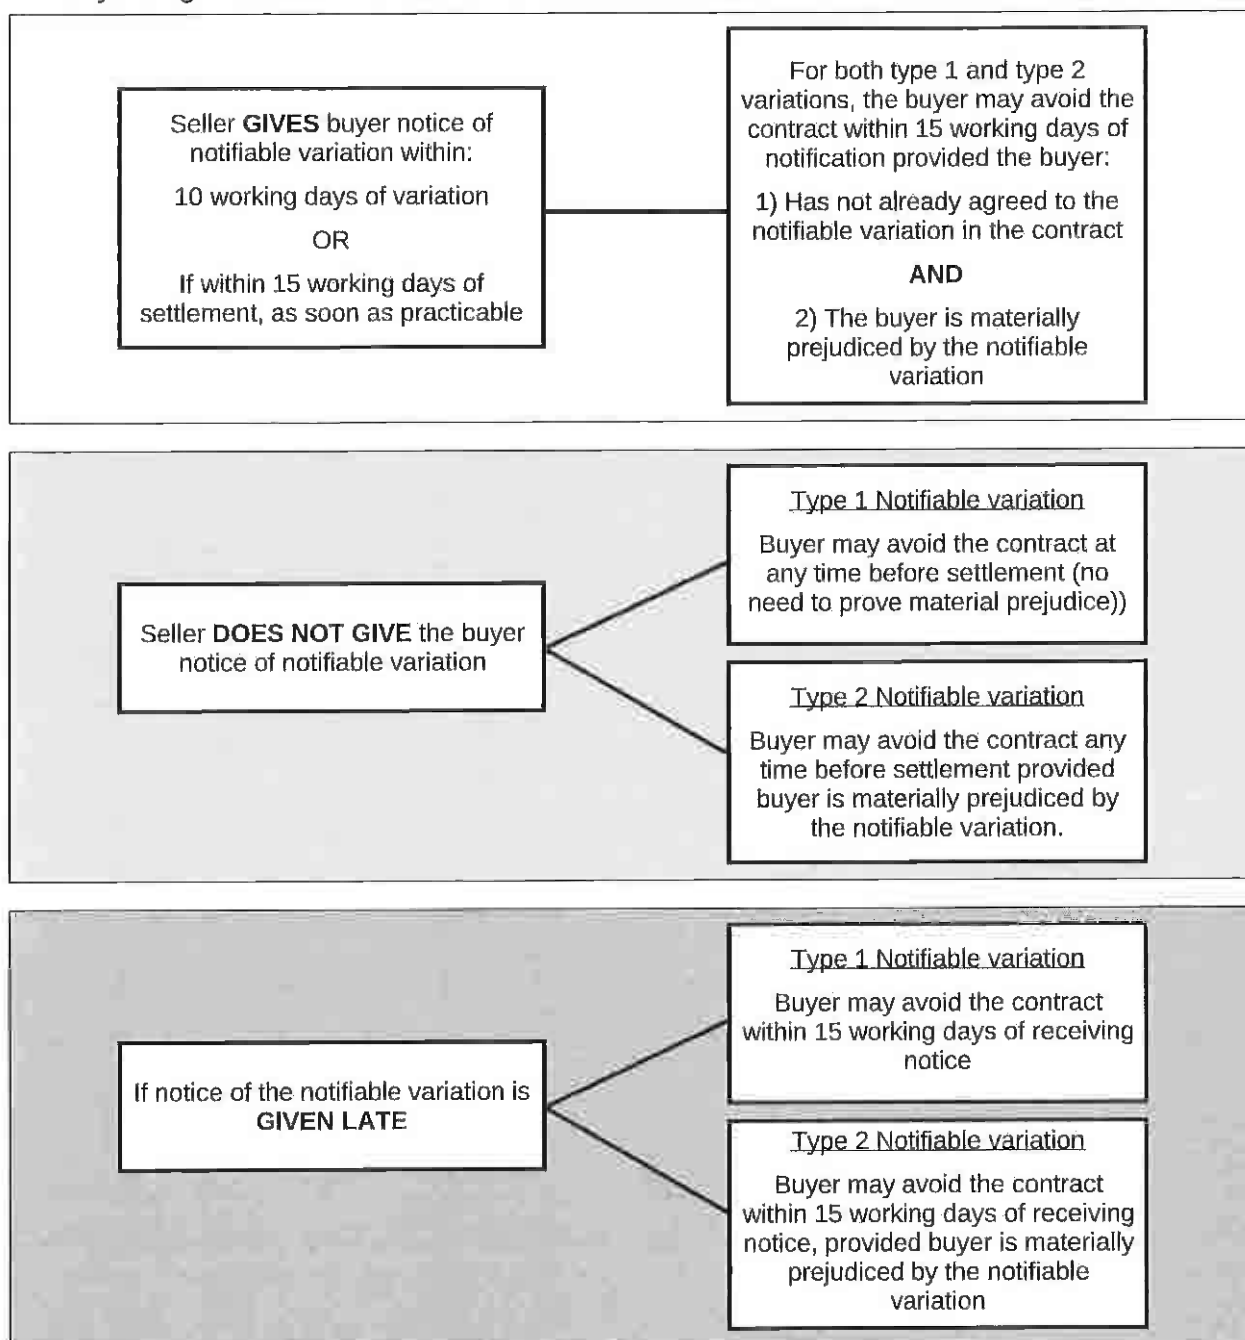 Seller GIVES buyer notice of
notifiable variation within:
10 working days of variation
OR
If within 15 working days of
settlement, as soon as practicable
For both type 1 and type 2
variations, the buyer may avoid the
contract within 15 working days of
notification provided the buyer:
1) Has not already agreed to the
notifiable variation in the contract
AND
2) The buyer is materially
prejudiced by the notifiable
variation
Seller DOES NOT GIVE the buyer
notice of notifiable variation
Type 1 Notifiable variation
Buyer may avoid the contract at
any time before settlement (no
need to prove material prejudice))
Type 2 Notifiable variation
Buyer may avoid the contract any
time before settlement provided
buyer is materially prejudiced by
the notifiable variation.
If notice of the notifiable variation is
GIVEN LATE
Type 1 Notifiable variation
Buyer may avoid the contract
within 15 working days of receiving
notice
Type 2 Notifiable variation
Buyer may avoid the contract
within 15 working days of receiving
notice, provided buyer is materially
prejudiced by the notifiable
variation